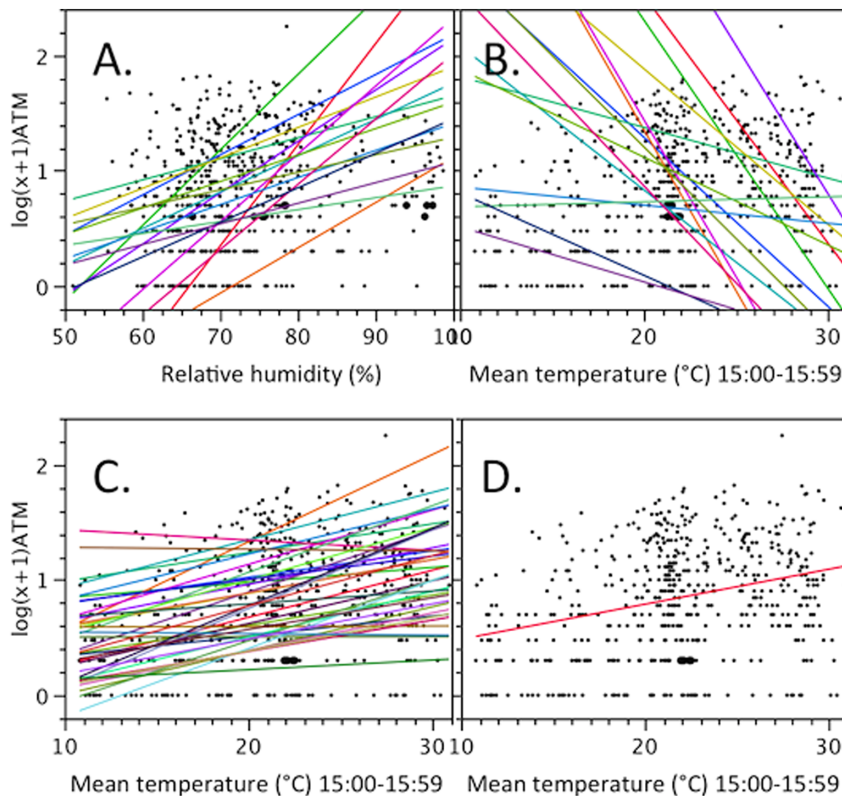 A. B.
log(x+1)ATM
2
1
0
50 60 70 80 90 100
10 20 30
Relative humidity (%) Mean temperature (°C) 15:00-15:59
C. D.
log(x+1)ATM
2
1
0
10 20 30 10 20 30
Mean temperature (°C) 15:00-15:59 Mean temperature (°C) 15:00-15:59